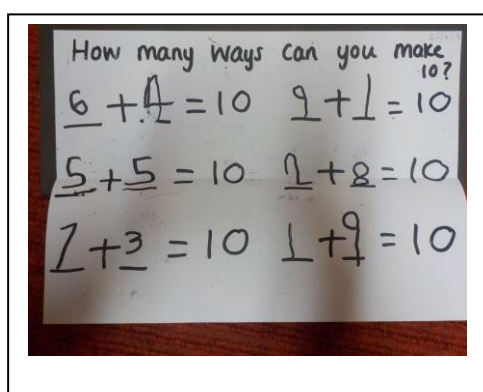 How many ways can you make
10?
6 + 4 = 10 9 + 1 = 10
5 + 5 = 10 2 + 8 = 10
7 + 3 = 10 1 + 9 = 10